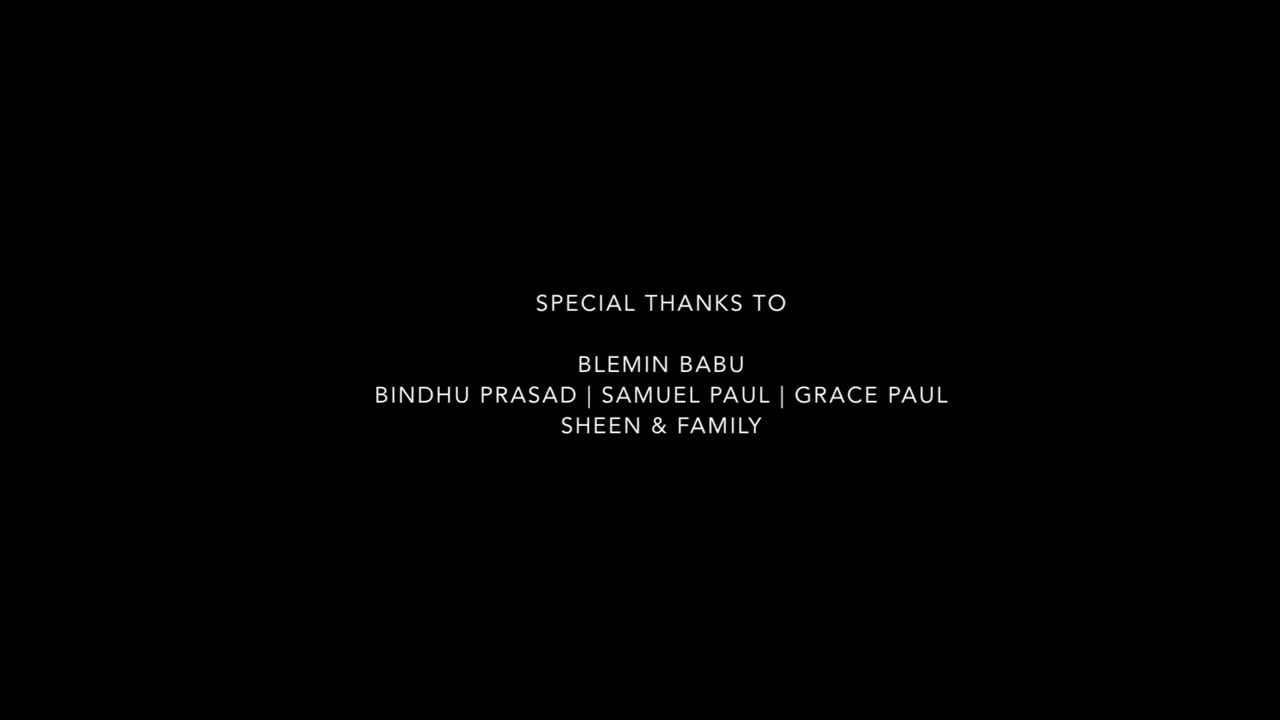 SPECIAL THANKS TO
BLEMIN BABU
BINDHU PRASAD | SAMUEL PAUL | GRACE PAUL
SHEEN & FAMILY